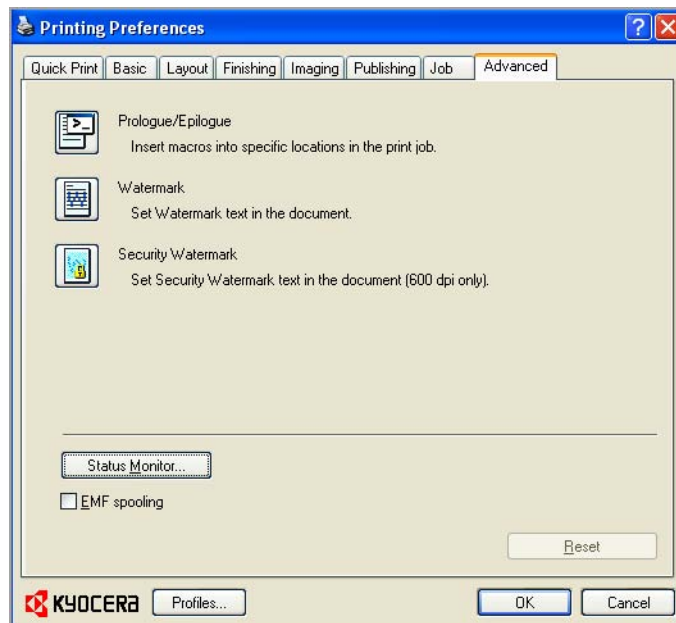 Printing Preferences
Quick Print Basic Layout Finishing Imaging Publishing Job Advanced
Prologue/Epilogue
Insert macros into specific locations in the print job.
Watermark
Set Watermark text in the document.
Security Watermark
Set Security Watermark text in the document (600 dpi only).
Status Monitor...
EMF spooling
Reset
KYOCERA Profiles... OK Cancel